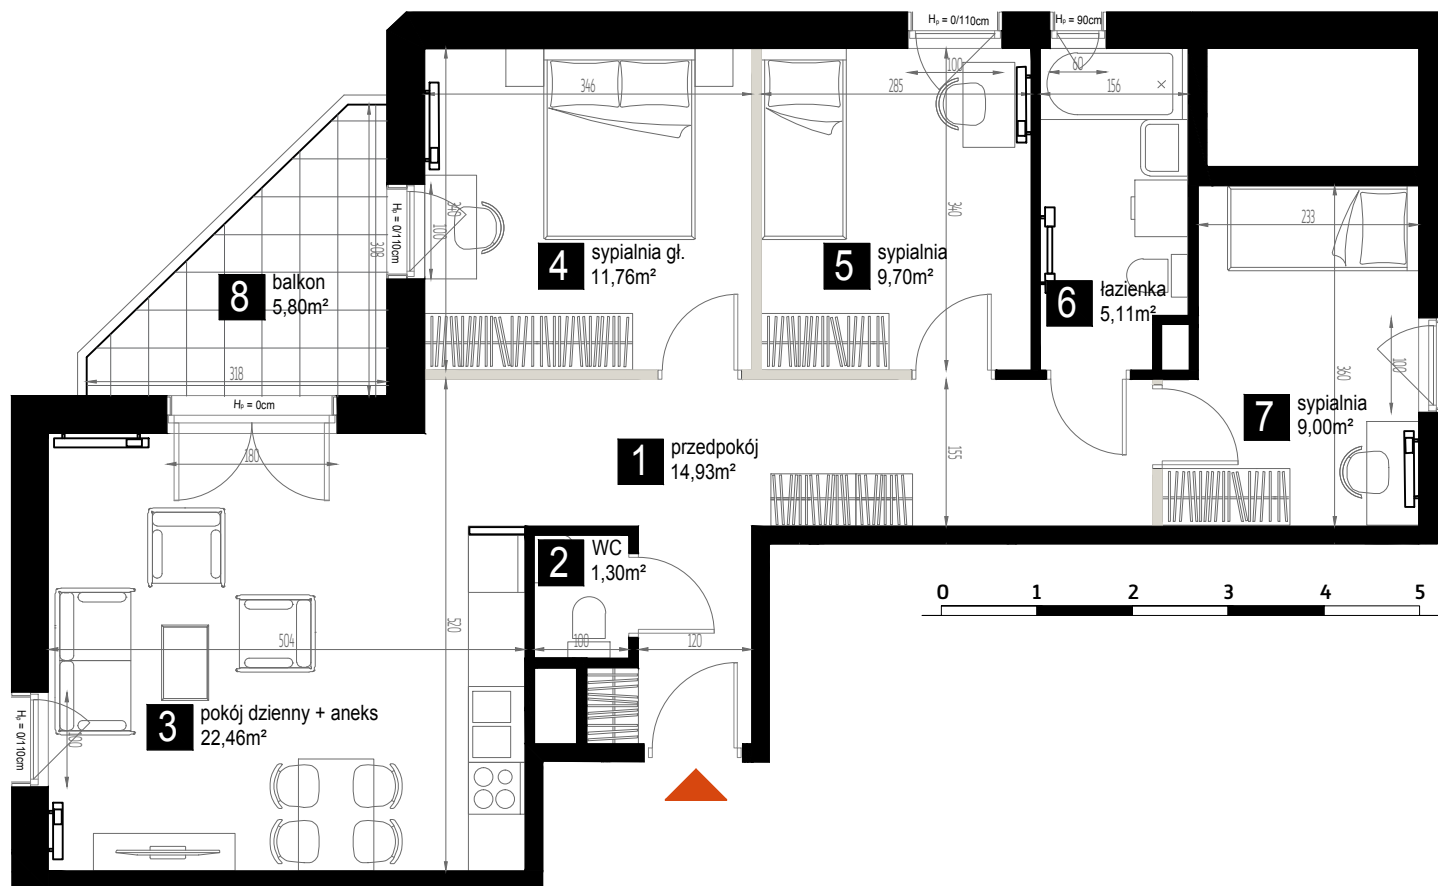 Hₚ = 0/110cm
Hₚ = 90cm
346
285
100
60
156
340
100
Hₚ = 0/110cm
308
340
233
4
sypialnia gł.
11,76m²
5
sypialnia
9,70m²
6
łazienka
5,11m²
8
balkon
5,80m²
318
Hₚ = 0cm
180
100
360
7
sypialnia
9,00m²
1
przedpokój
14,93m²
155
2
WC
1,30m²
0 1 2 3 4 5
504
520
100
120
3
pokój dzienny + aneks
22,46m²
Hₚ = 0/110cm